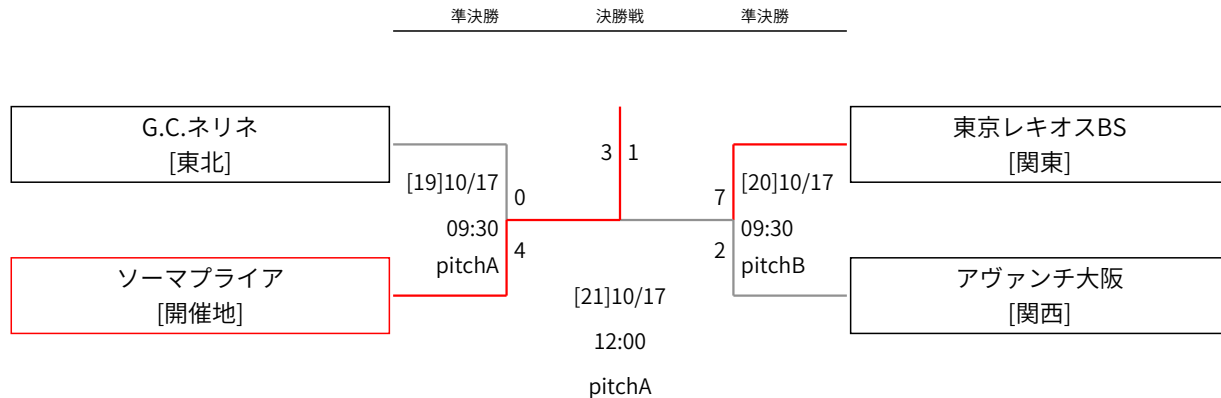 準決勝 決勝戦 準決勝
G.C.ネリネ
[東北]
ソーマプライア
[開催地]
[19]10/17
09:30
pitchA
0
4
3 1
[21]10/17
12:00
pitchA
7
2
[20]10/17
09:30
pitchB
東京レキオスBS
[関東]
アヴァンチ大阪
[関西]